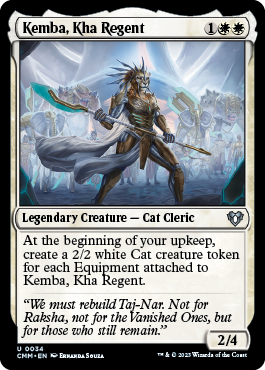 Kemba, Kha Regent 1
Legendary Creature — Cat Cleric
At the beginning of your upkeep,
create a 2/2 white Cat creature token
for each Equipment attached to
Kemba, Kha Regent.
“We must rebuild Taj-Nar. Not for
Raksha, not for the Vanished Ones, but
for those who still remain.”
2/4
U 0034
CMM • EN Ernanda Souza
™ & © 2023 Wizards of the Coast